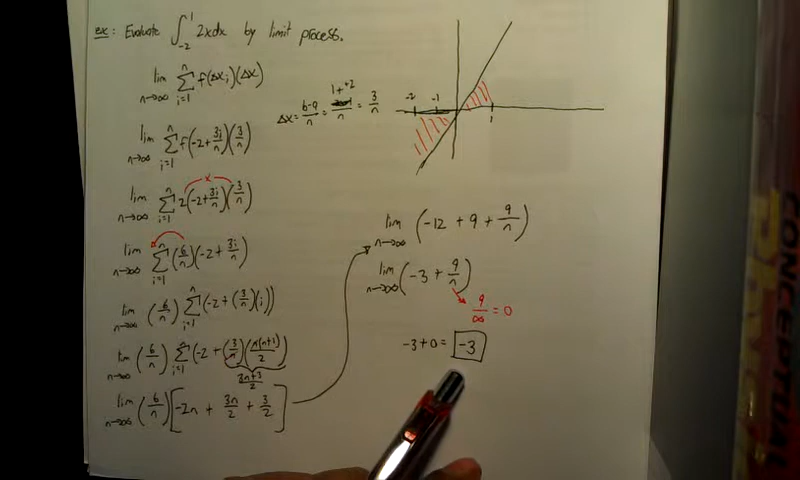 ex: Evaluate ∫_{-2}^{1} 2xdx by limit process.
lim_{n→∞} Σ_{i=1}^{n} f(Δx_i)(Δx)
Δx = b-a/n = 1++2/n = 3/n
-2 -1 1
lim_{n→∞} Σ_{i=1}^{n} f(-2+3i/n)(3/n)
lim_{n→∞} Σ_{i=1}^{n} 2(-2+3i/n)(3/n)
x
lim_{n→∞} Σ_{i=1}^{n} (6/n)(-2+3i/n)
lim_{n→∞} (6/n) Σ_{i=1}^{n} (-2+(3/n)(i))
lim_{n→∞} (6/n) Σ_{i=1}^{n} (-2+(3/n)(n(n+1)/2))
3n+3/2
lim_{n→∞} (6/n)[-2n + 3n/2 + 3/2]
lim_{n→∞} (-12 + 9 + 9/n)
lim_{n→∞} (-3 + 9/n)
9/∞ = 0
-3+0 = -3
CONCEPTUAL